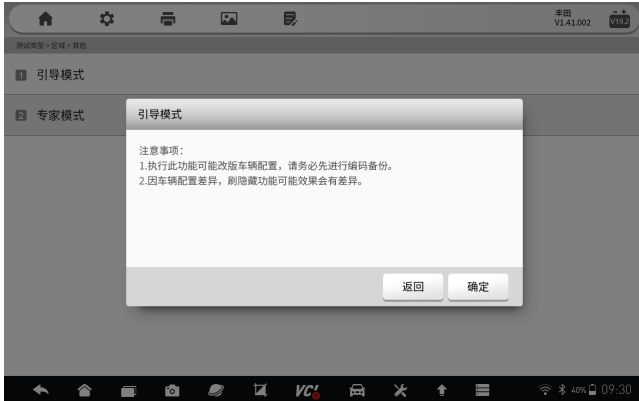 丰田
V1.41.002
V19.2
测试类型 > 区域 > 其他
1 引导模式
2 专家模式
引导模式
注意事项：
1.执行此功能可能改版车辆配置，请务必先进行编码备份。
2.因车辆配置差异，刷隐藏功能可能效果会有差异。
返回
确定
VCI
40%
09:30